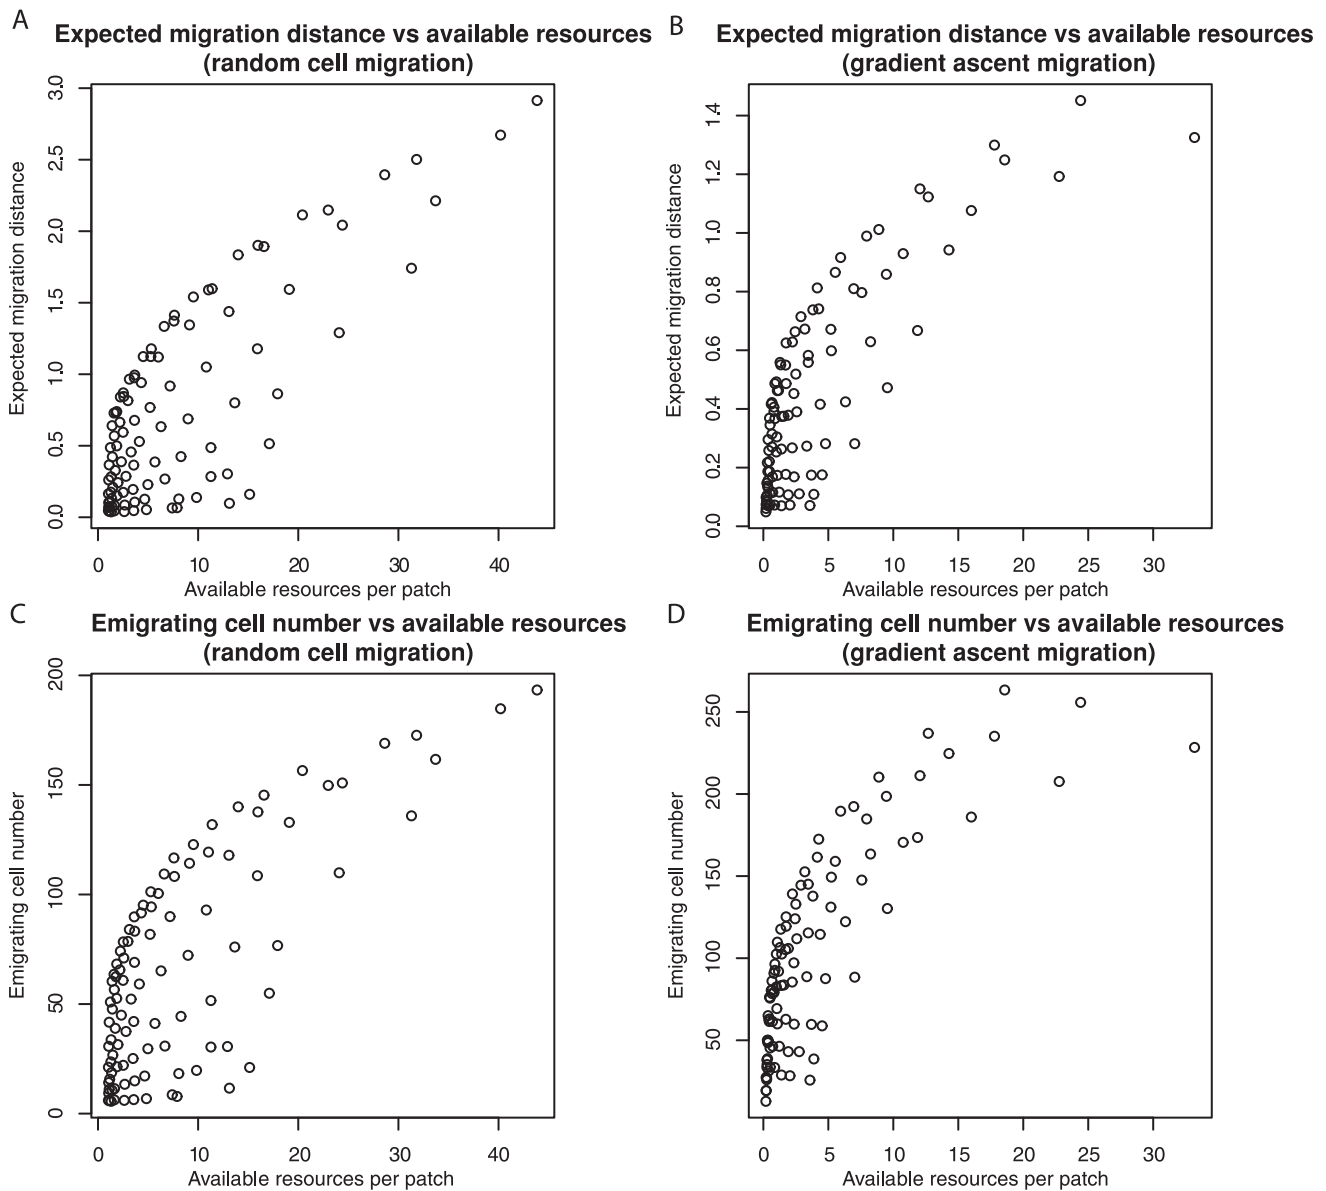 A
Expected migration distance vs available resources
(random cell migration)
Expected migration distance
3.0
2.5
2.0
1.5
1.0
0.5
0.0
0 10 20 30 40
Available resources per patch
B
Expected migration distance vs available resources
(gradient ascent migration)
Expected migration distance
1.4
1.2
1.0
0.8
0.6
0.4
0.2
0.0
0 5 10 15 20 25 30
Available resources per patch
C
Emigrating cell number vs available resources
(random cell migration)
Emigrating cell number
200
150
100
50
0
0 10 20 30 40
Available resources per patch
D
Emigrating cell number vs available resources
(gradient ascent migration)
Emigrating cell number
250
200
150
100
50
0 5 10 15 20 25 30
Available resources per patch